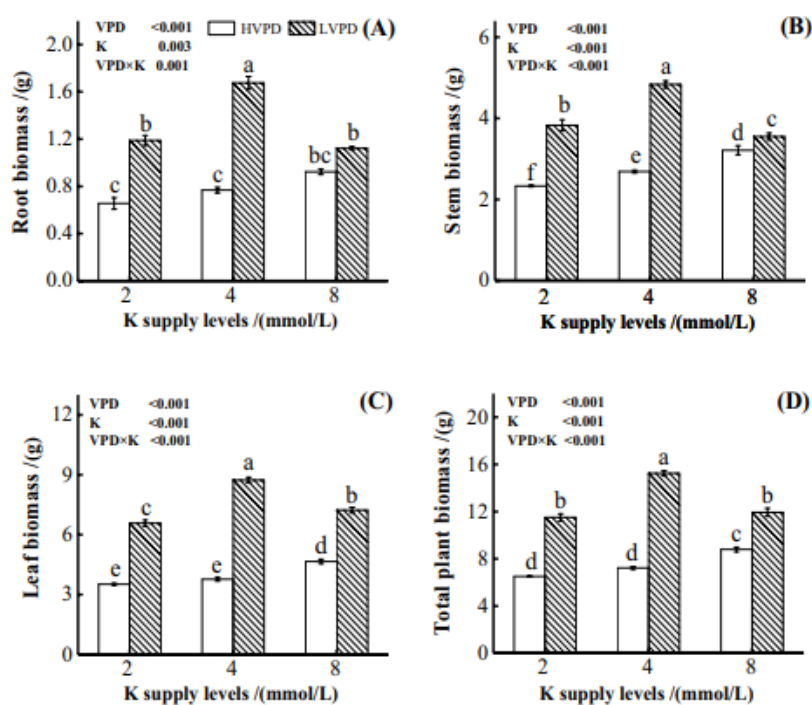 VPD <0.001
K 0.003
VPD×K 0.001
HVPD LVPD (A)
Root biomass /(g)
2.0
1.6
1.2
0.8
0.4
0.0
c b c a bc b
2 4 8
K supply levels /(mmol/L)
VPD <0.001
K <0.001
VPD×K <0.001
(B)
Stem biomass /(g)
6
4
2
0
f b e a d c
2 4 8
K supply levels /(mmol/L)
VPD <0.001
K <0.001
VPD×K <0.001
(C)
Leaf biomass /(g)
12
9
6
3
0
e c e a d b
2 4 8
K supply levels /(mmol/L)
VPD <0.001
K <0.001
VPD×K <0.001
(D)
Total plant biomass /(g)
20
16
12
8
4
0
d b d a c b
2 4 8
K supply levels /(mmol/L)